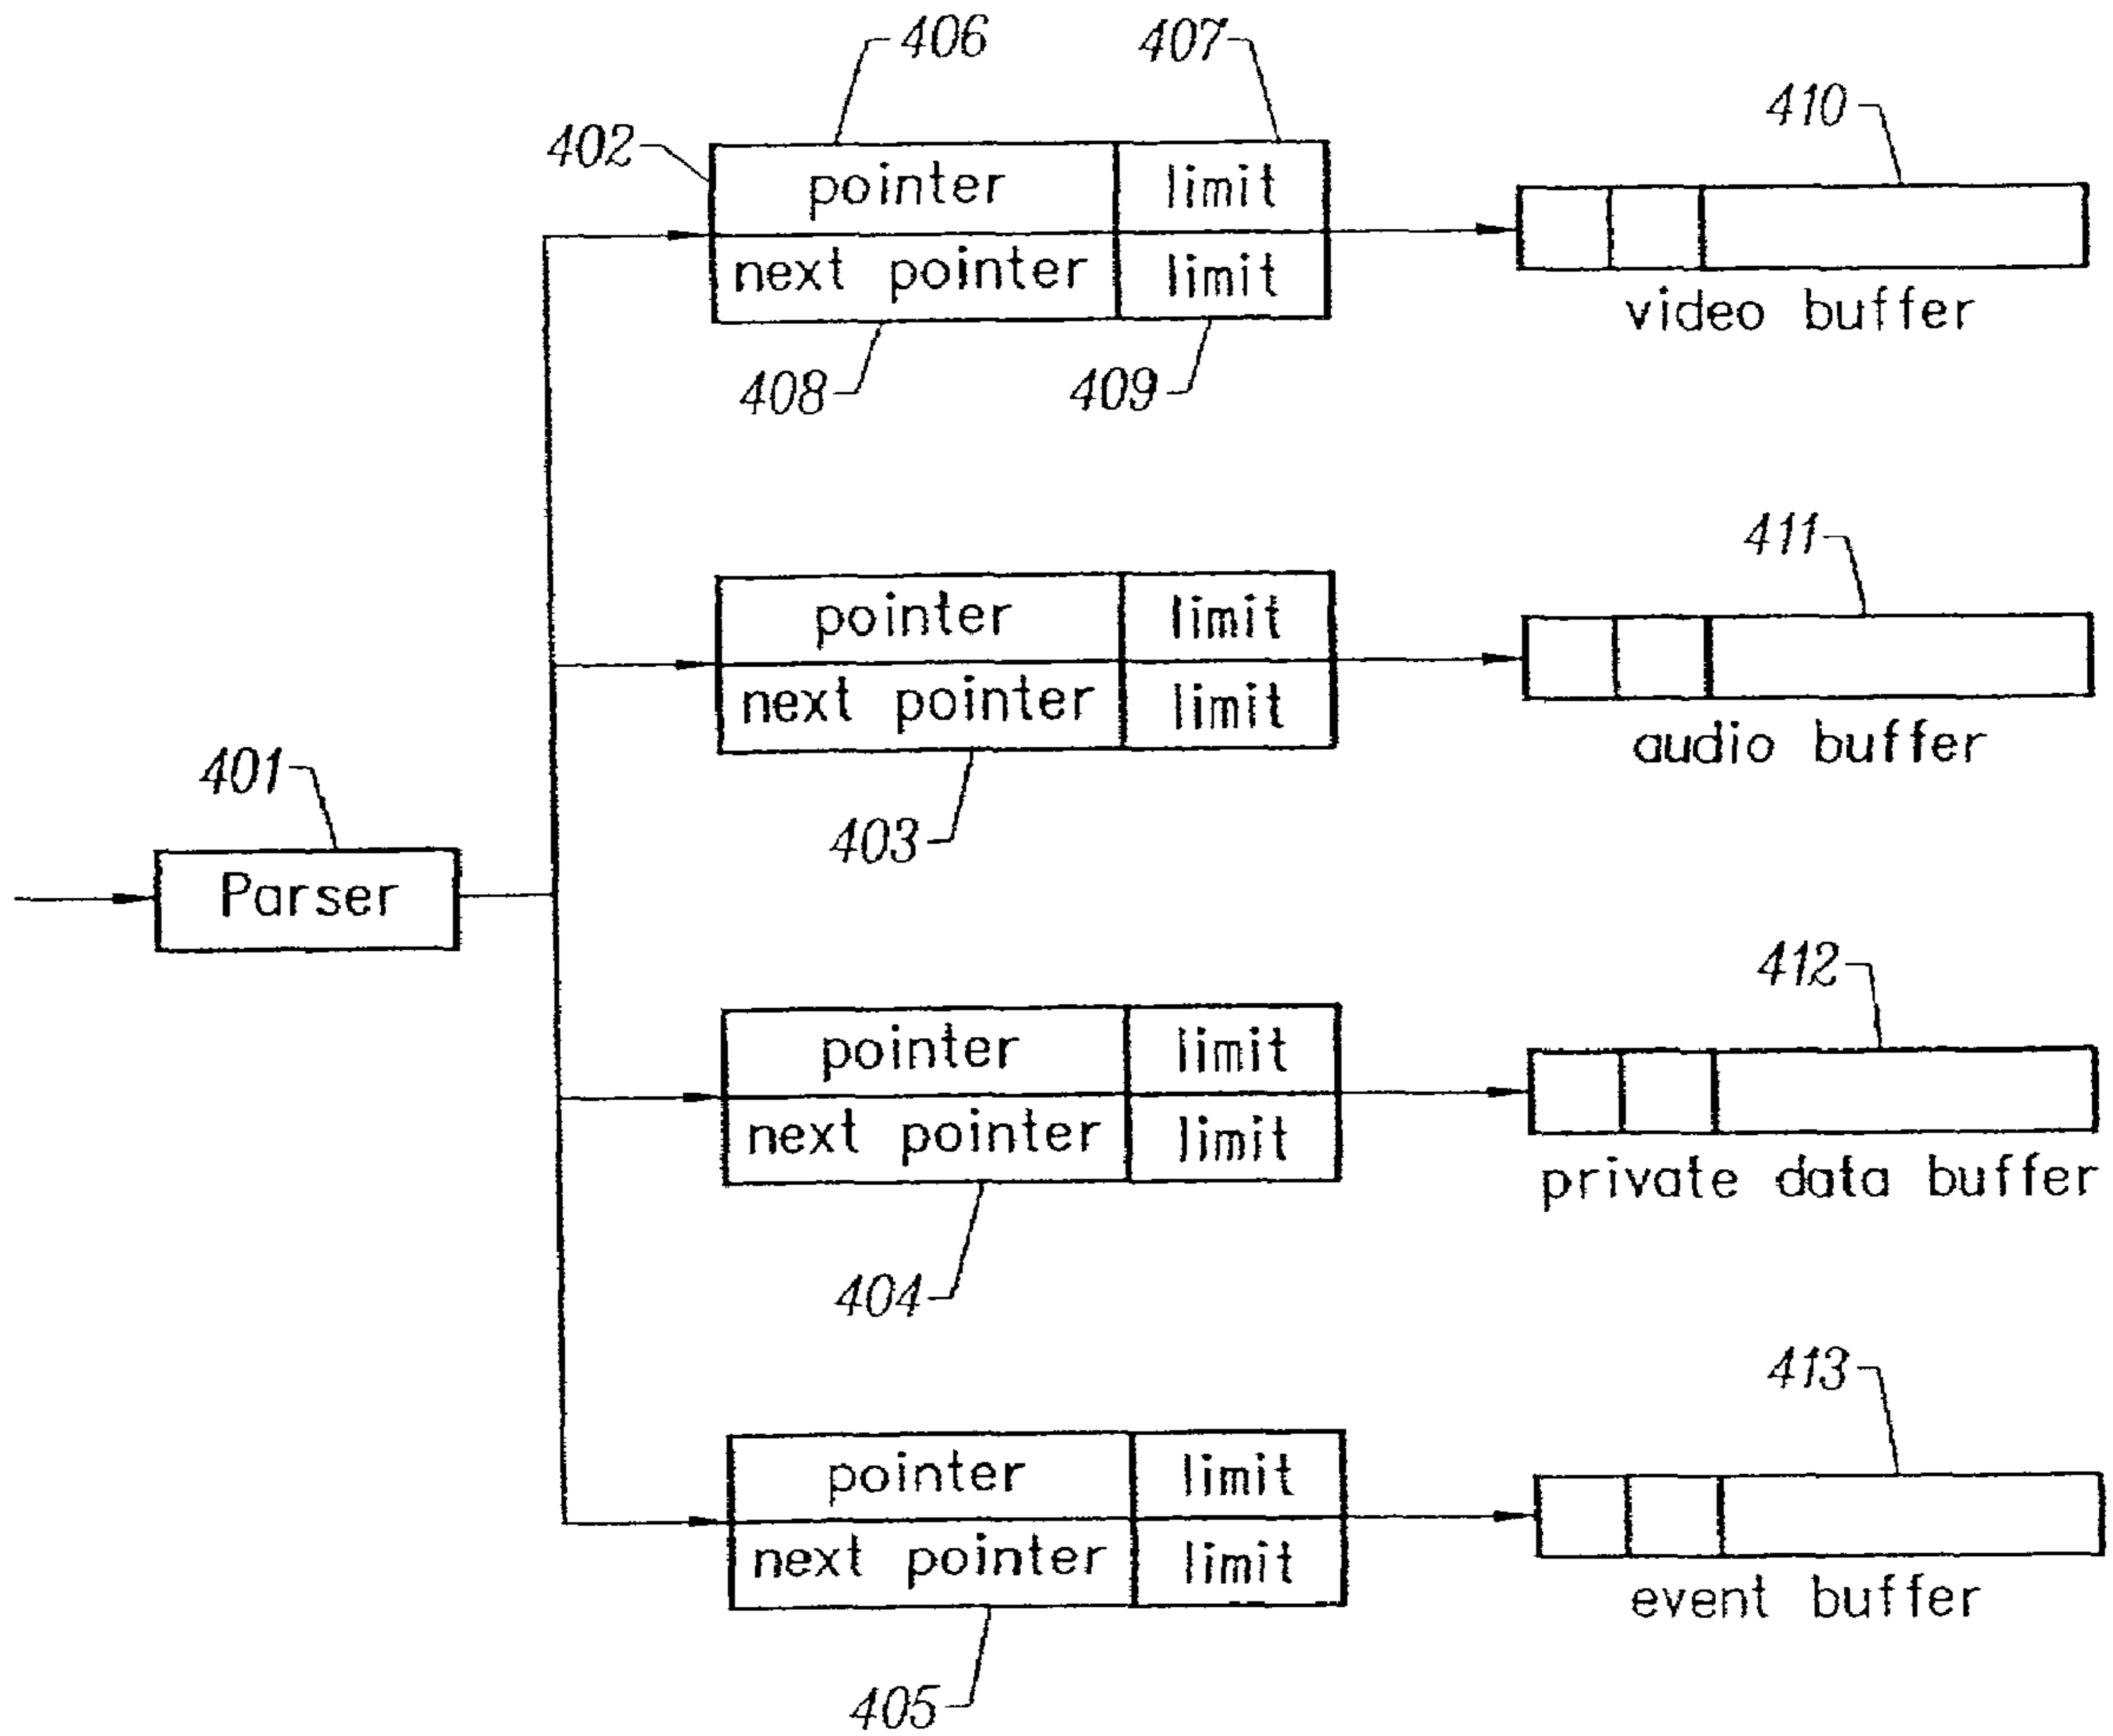 406
407
410
402
pointer
limit
next pointer
limit
video buffer
408
409
411
pointer
limit
next pointer
limit
audio buffer
401
403
Parser
412
pointer
limit
next pointer
limit
private data buffer
404
413
pointer
limit
next pointer
limit
event buffer
405